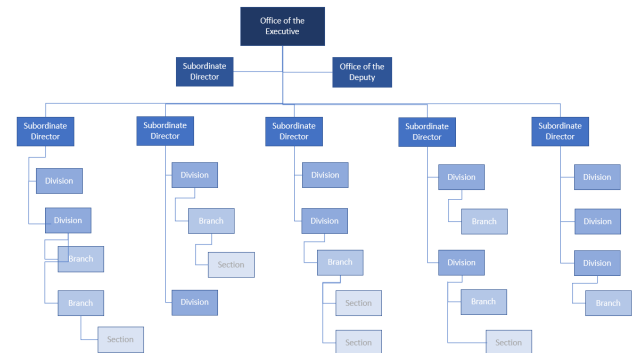 Office of the
Executive
Subordinate
Director
Office of the
Deputy
Subordinate
Director
Subordinate
Director
Subordinate
Director
Subordinate
Director
Subordinate
Director
Division
Division
Branch
Branch
Section
Division
Branch
Section
Division
Division
Division
Branch
Section
Section
Division
Branch
Division
Branch
Section
Division
Division
Division
Branch